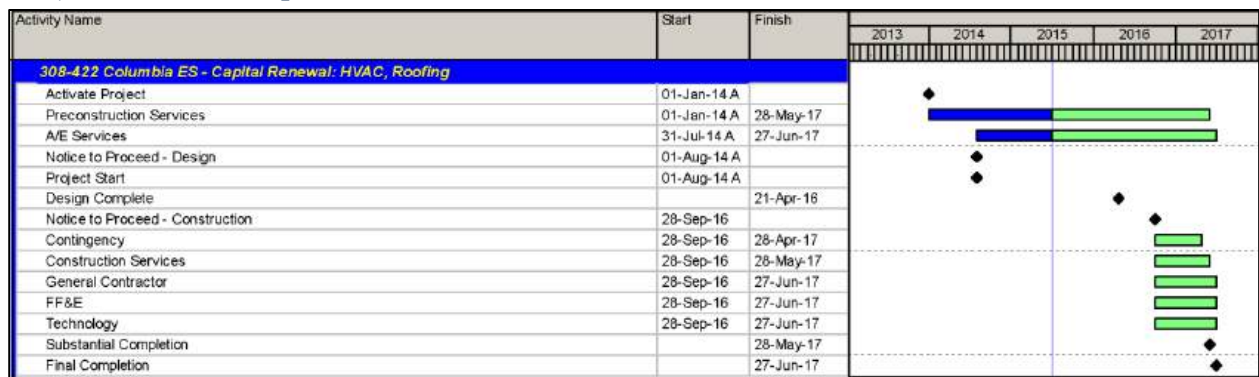 Activity Name Start Finish
2013 2014 2015 2016 2017
308-422 Columbia ES - Capital Renewal: HVAC, Roofing
Activate Project 01-Jan-14 A
Preconstruction Services 01-Jan-14 A 28-May-17
A/E Services 31-Jul-14 A 27-Jun-17
Notice to Proceed - Design 01-Aug-14 A
Project Start 01-Aug-14 A
Design Complete 21-Apr-16
Notice to Proceed - Construction 28-Sep-16
Contingency 28-Sep-16 28-Apr-17
Construction Services 28-Sep-16 28-May-17
General Contractor 28-Sep-16 27-Jun-17
FF&E 28-Sep-16 27-Jun-17
Technology 28-Sep-16 27-Jun-17
Substantial Completion 28-May-17
Final Completion 27-Jun-17